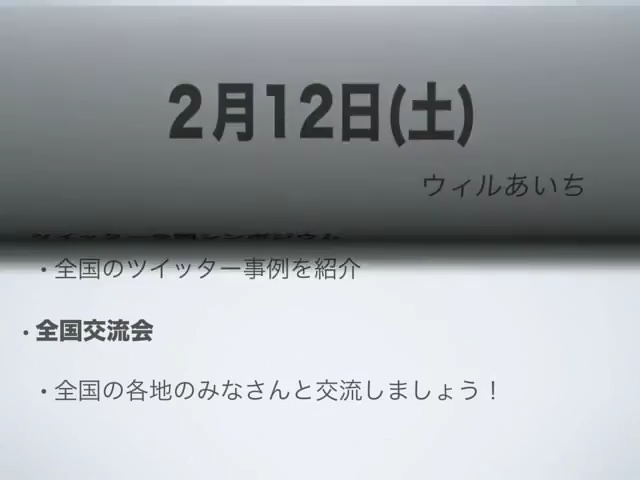 2月12日(土)
ウィルあいち
・全国のツイッター事例を紹介
・全国交流会
・全国の各地のみなさんと交流しましょう！